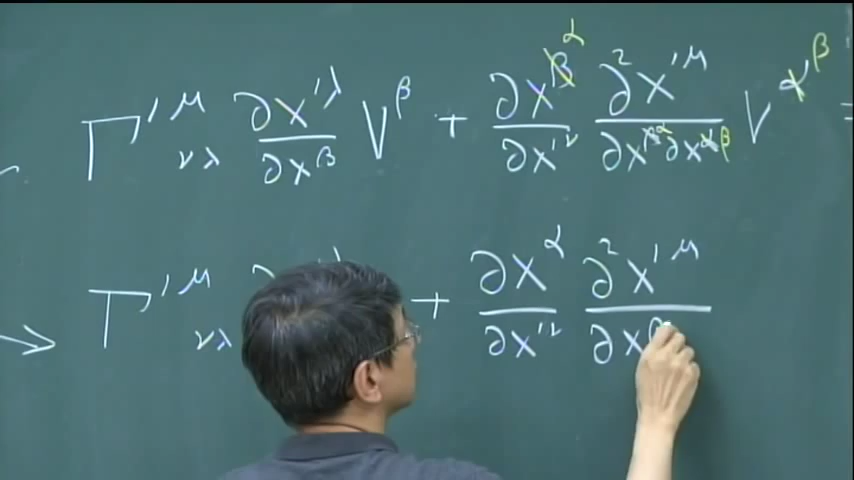 Γ'^μ_{νλ} ∂x'^λ/∂x^β V^β + ∂x^α/∂x'^ν ∂²x'^μ/∂x^α∂x^β V^β =
→ Γ'^μ_{νλ} ∂ + ∂x^α/∂x'^ν ∂²x'^μ/∂x